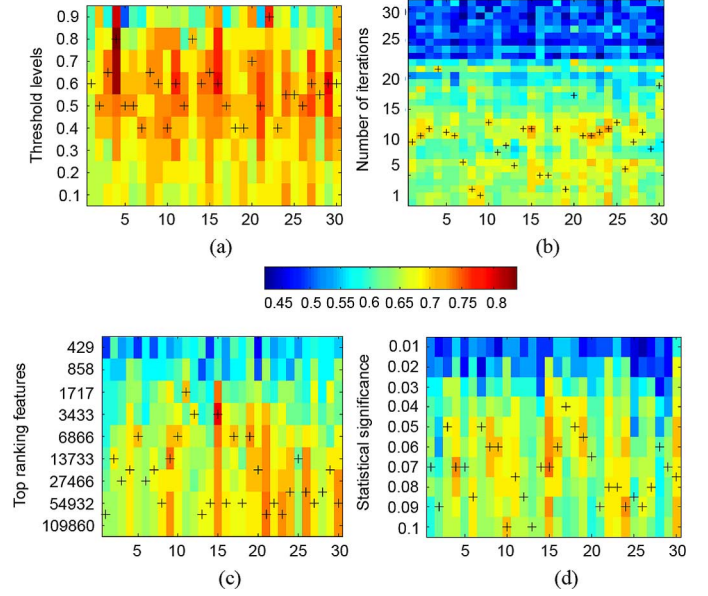 Threshold levels
0.9
0.8
0.7
0.6
0.5
0.4
0.3
0.2
0.1
5 10 15 20 25 30
(a)
Number of iterations
30
20
15
10
5
1
5 10 15 20 25 30
(b)
0.45 0.5 0.55 0.6 0.65 0.7 0.75 0.8
Top ranking features
429
858
1717
3433
6866
13733
27466
54932
109860
5 10 15 20 25 30
(c)
Statistical significance
0.01
0.02
0.03
0.04
0.05
0.06
0.07
0.08
0.09
0.1
5 10 15 20 25 30
(d)